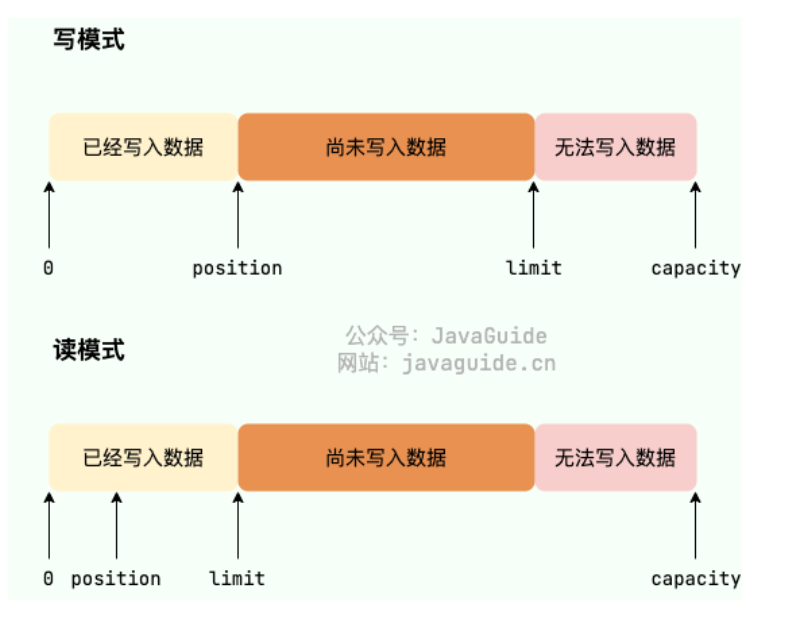 写模式
已经写入数据 尚未写入数据 无法写入数据
0 position limit capacity
公众号：JavaGuide
网站：javaguide.cn
读模式
已经写入数据 尚未写入数据 无法写入数据
0 position limit capacity